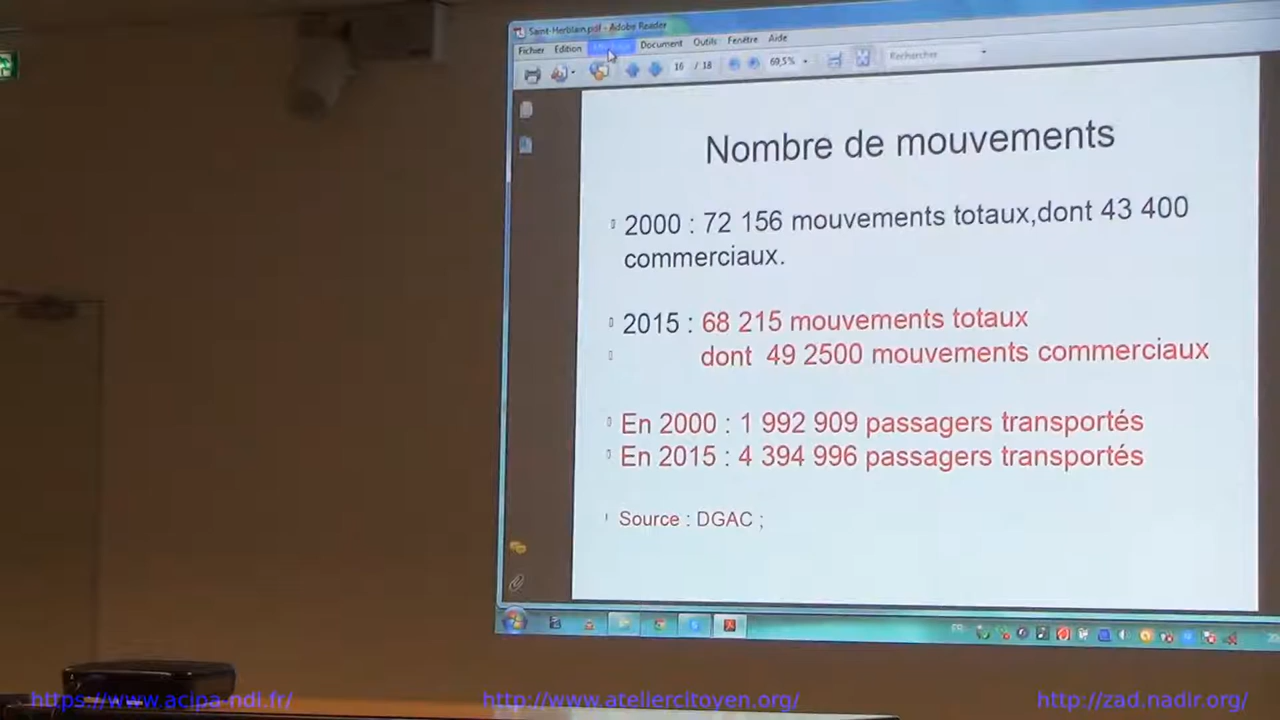 Saint-Herblain.pdf - Adobe Reader
Fichier Edition Document Outils Fenêtre Aide
16 / 18 69,5% Rechercher
Nombre de mouvements
2000 : 72 156 mouvements totaux,dont 43 400
commerciaux.
2015 : 68 215 mouvements totaux
dont 49 2500 mouvements commerciaux
En 2000 : 1 992 909 passagers transportés
En 2015 : 4 394 996 passagers transportés
Source : DGAC ;
FR
https://www.acipa-ndl.fr/ http://www.ateliercitoyen.org/ http://zad.nadir.org/